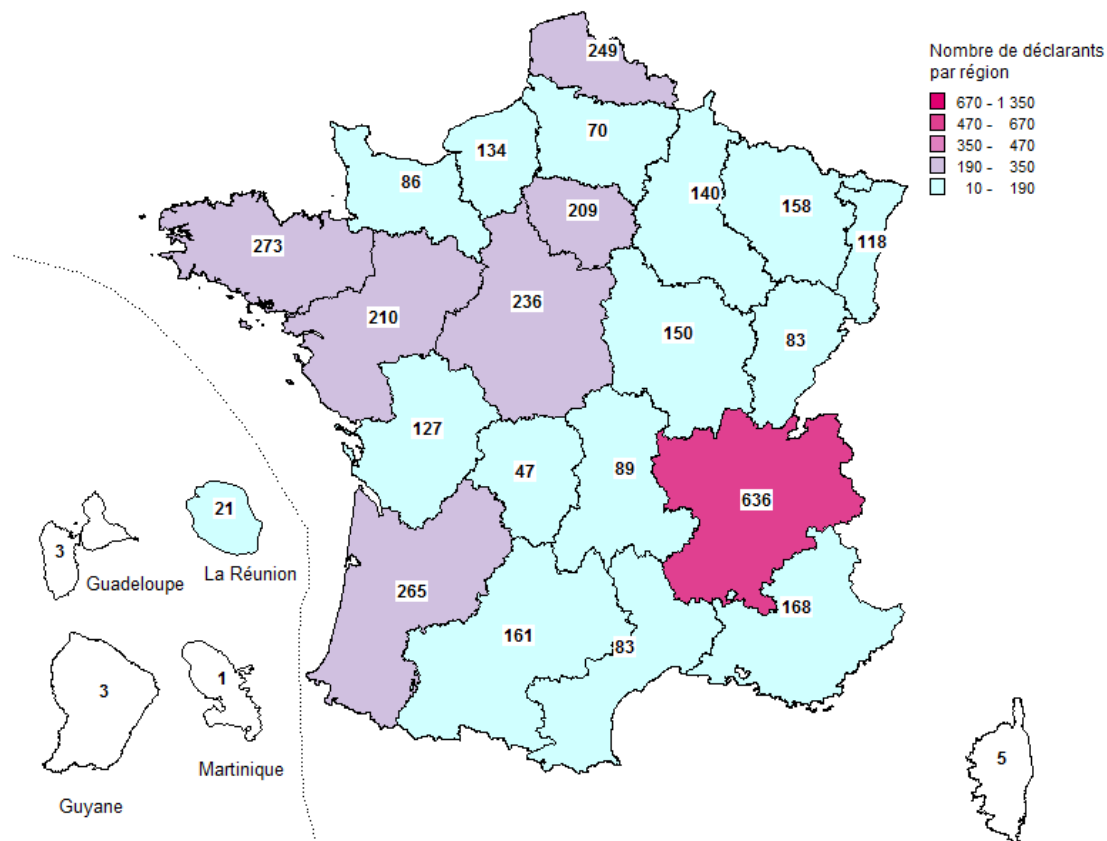 Nombre de déclarants
par région
670 - 1 350
470 - 670
350 - 470
190 - 350
10 - 190
249
70
134
86
140
158
118
209
273
236
210
150
83
127
47
89
636
265
161
83
168
21
3
Guadeloupe
La Réunion
3
1
Martinique
Guyane
5